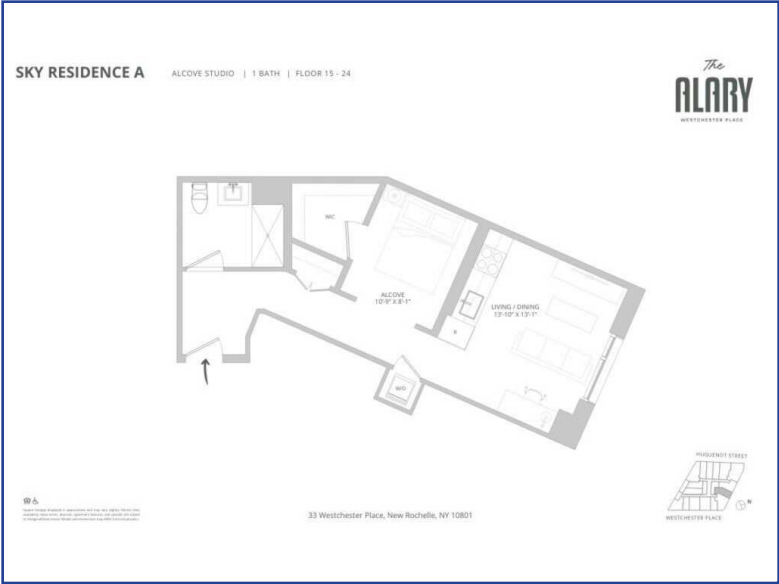 SKY RESIDENCE A
ALCOVE STUDIO | 1 BATH | FLOOR 15 - 24
The
ALARY
WESTCHESTER PLACE
WIC
ALCOVE
10'-9" X 8'-1"
LIVING / DINING
13'-10" X 13'-1"
R
W/D
HUGUENOT STREET
N
WESTCHESTER PLACE
33 Westchester Place, New Rochelle, NY 10801